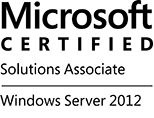 Microsoft
CERTIFIED
Solutions Associate
Windows Server 2012